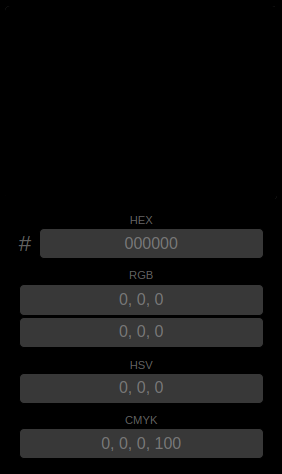 HEX
# 000000
RGB
0, 0, 0
0, 0, 0
HSV
0, 0, 0
CMYK
0, 0, 0, 100